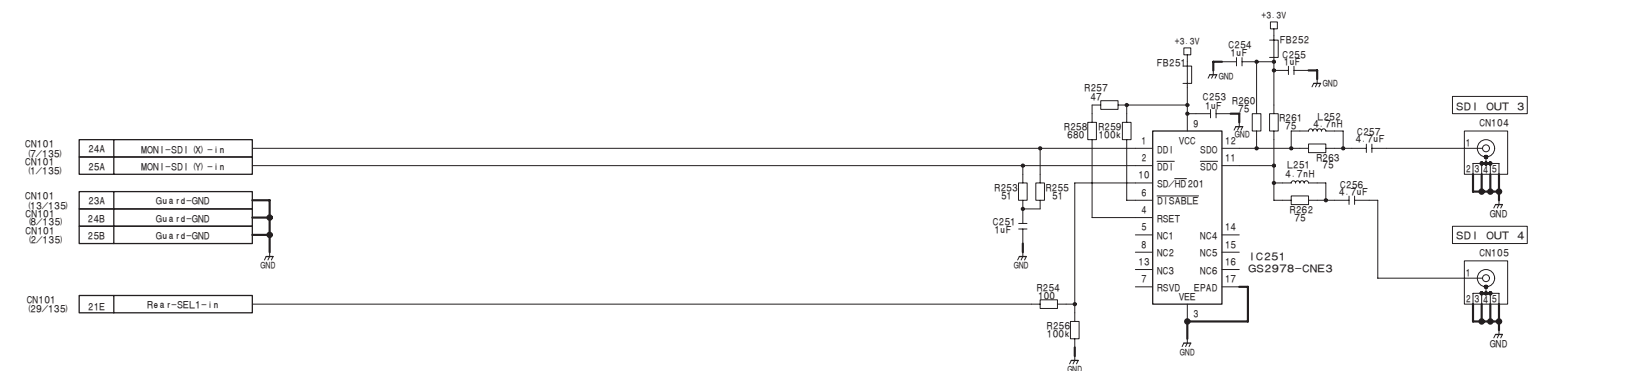 +3.3V
FB252
C254
1uF
C255
1uF
GND
GND
+3.3V
FB251
R257
47
C253
1uF
R260
75
GND
R258
680
R259
100k
R261
75
L252
4.7nH
C257
4.7uF
R263
75
SDI OUT 3
CN104
1
2 3 4 5
GND
CN101
(7/135)
24A MONI-SDI (X)-in
CN101
(1/135)
25A MONI-SDI (Y)-in
CN101
(13/135)
23A Guard-GND
CN101
(8/135)
24B Guard-GND
CN101
(2/135)
25B Guard-GND
GND
CN101
(29/135)
21E Rear-SEL1-in
R253
51
R255
51
C251
1uF
GND
R254
100
R256
100k
GND
9
VCC
1 DDI SDO 12
2 DDI SDO 11
10 SD/HD 201
6 DISABLE
4 RSET
5 NC1 NC4 14
8 NC2 NC5 15
13 NC3 NC6 16
7 RSVD EPAD 17
VEE
3
GND
IC251
GS2978-CNE3
L251
4.7nH
R262
75
C256
4.7uF
SDI OUT 4
CN105
1
2 3 4 5
GND